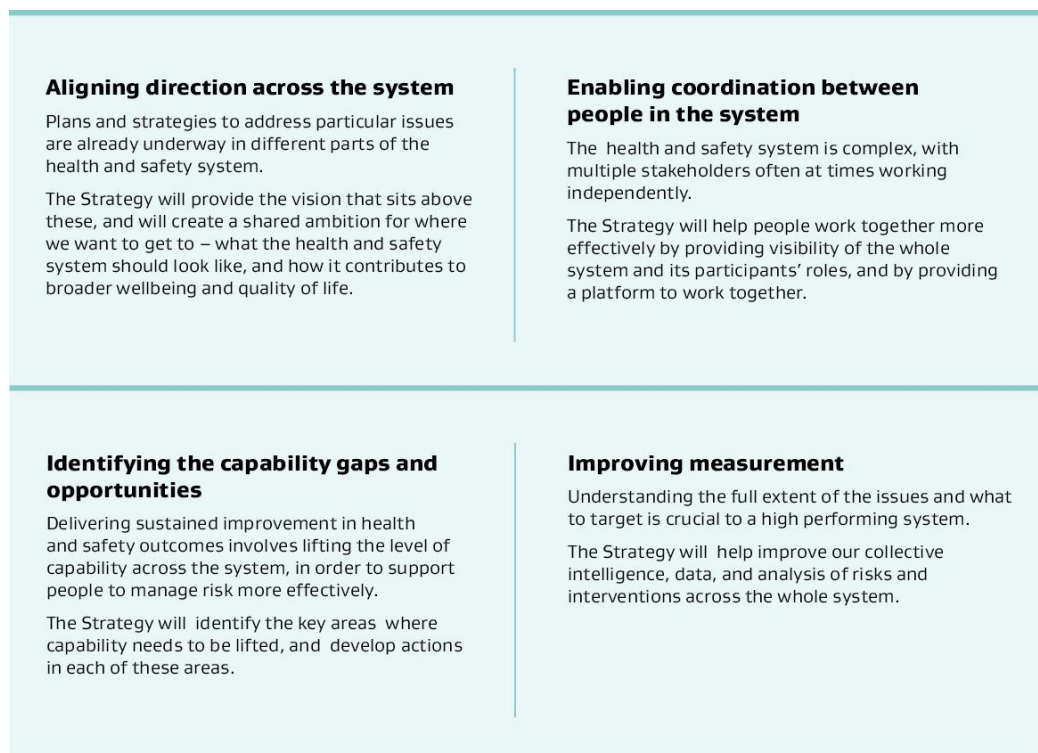 Aligning direction across the system
Plans and strategies to address particular issues
are already underway in different parts of the
health and safety system.
The Strategy will provide the vision that sits above
these, and will create a shared ambition for where
we want to get to – what the health and safety
system should look like, and how it contributes to
broader wellbeing and quality of life.
Enabling coordination between
people in the system
The health and safety system is complex, with
multiple stakeholders often at times working
independently.
The Strategy will help people work together more
effectively by providing visibility of the whole
system and its participants’ roles, and by providing
a platform to work together.
Identifying the capability gaps and
opportunities
Delivering sustained improvement in health
and safety outcomes involves lifting the level of
capability across the system, in order to support
people to manage risk more effectively.
The Strategy will identify the key areas where
capability needs to be lifted, and develop actions
in each of these areas.
Improving measurement
Understanding the full extent of the issues and what
to target is crucial to a high performing system.
The Strategy will help improve our collective
intelligence, data, and analysis of risks and
interventions across the whole system.